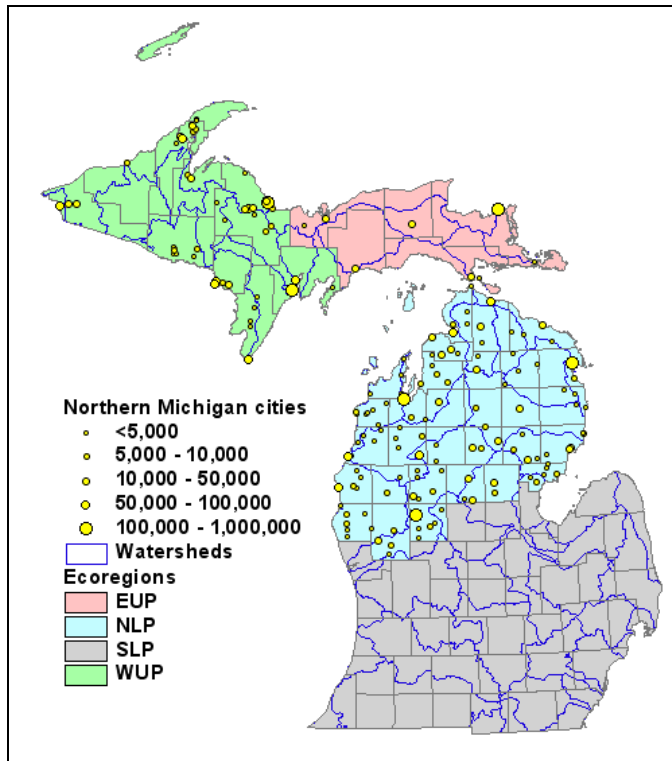 Northern Michigan cities
<5,000
5,000 - 10,000
10,000 - 50,000
50,000 - 100,000
100,000 - 1,000,000
Watersheds
Ecoregions
EUP
NLP
SLP
WUP